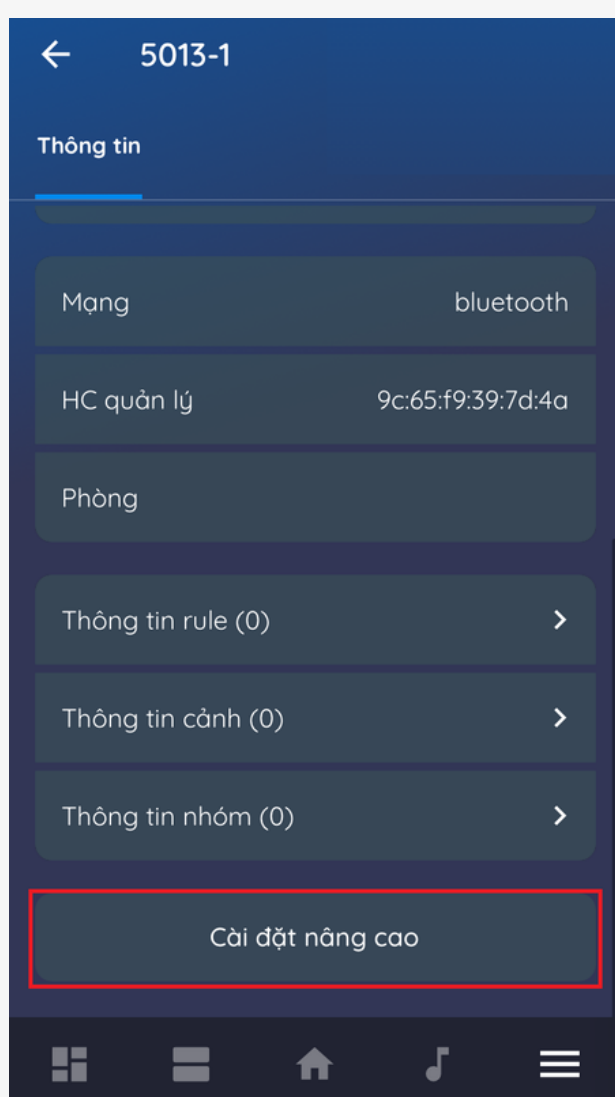 5013-1
Thông tin
Mạng bluetooth
HC quản lý 9c:65:f9:39:7d:4a
Phòng
Thông tin rule (0)
Thông tin cảnh (0)
Thông tin nhóm (0)
Cài đặt nâng cao